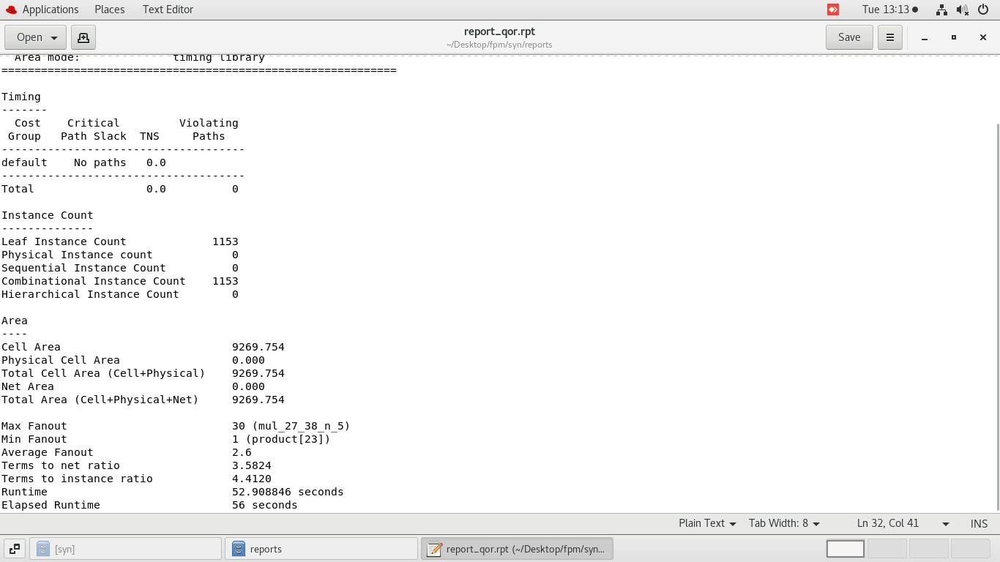 Applications Places Text Editor Tue 13:13
Open report_qor.rpt Save
~/Desktop/fpm/syn/reports
  Area mode:              timing library
============================================================
Timing
-------
  Cost    Critical         Violating
 Group   Path Slack  TNS     Paths
-------------------------------------
default    No paths   0.0
-------------------------------------
Total                 0.0          0
Instance Count
--------------
Leaf Instance Count             1153
Physical Instance count            0
Sequential Instance Count          0
Combinational Instance Count    1153
Hierarchical Instance Count        0
Area
----
Cell Area                          9269.754
Physical Cell Area                 0.000
Total Cell Area (Cell+Physical)    9269.754
Net Area                           0.000
Total Area (Cell+Physical+Net)     9269.754
Max Fanout                         30 (mul_27_38_n_5)
Min Fanout                         1 (product[23])
Average Fanout                     2.6
Terms to net ratio                 3.5824
Terms to instance ratio            4.4120
Runtime                            52.908846 seconds
Elapsed Runtime                    56 seconds
Plain Text Tab Width: 8 Ln 32, Col 41 INS
[syn] reports report_qor.rpt (~/Desktop/fpm/syn...